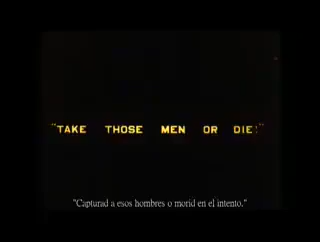 "TAKE THOSE MEN OR DIE!"
"Capturad a esos hombres o morid en el intento."